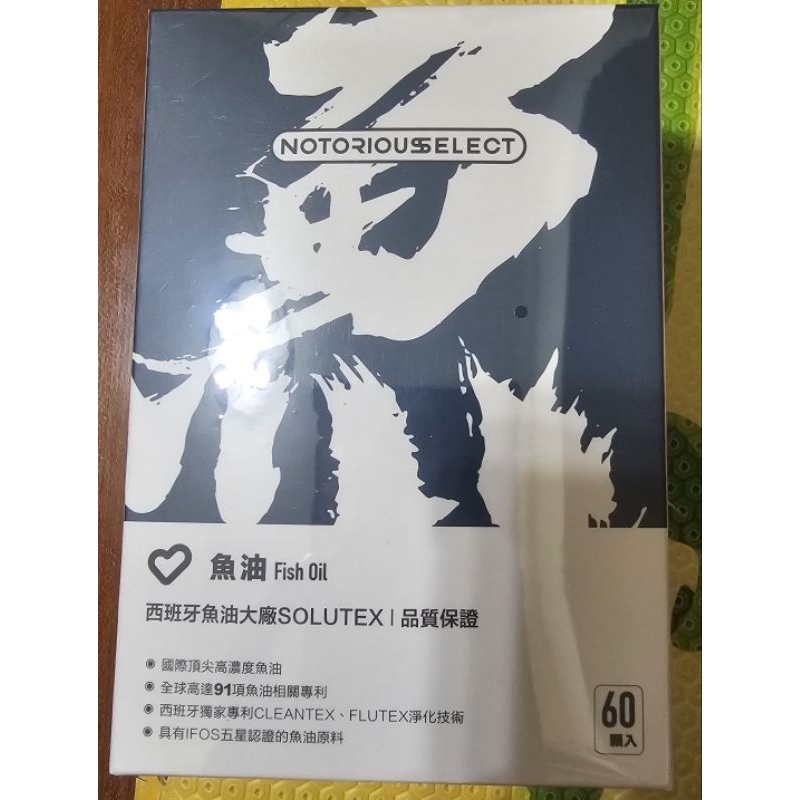 NOTORIOUSSELECT
魚油 Fish Oil
西班牙魚油大廠SOLUTEX | 品質保證
國際頂尖高濃度魚油
全球高達91項魚油相關專利
西班牙獨家專利CLEANTEX、FLUTEX淨化技術
具有IFOS五星認證的魚油原料
60
顆入